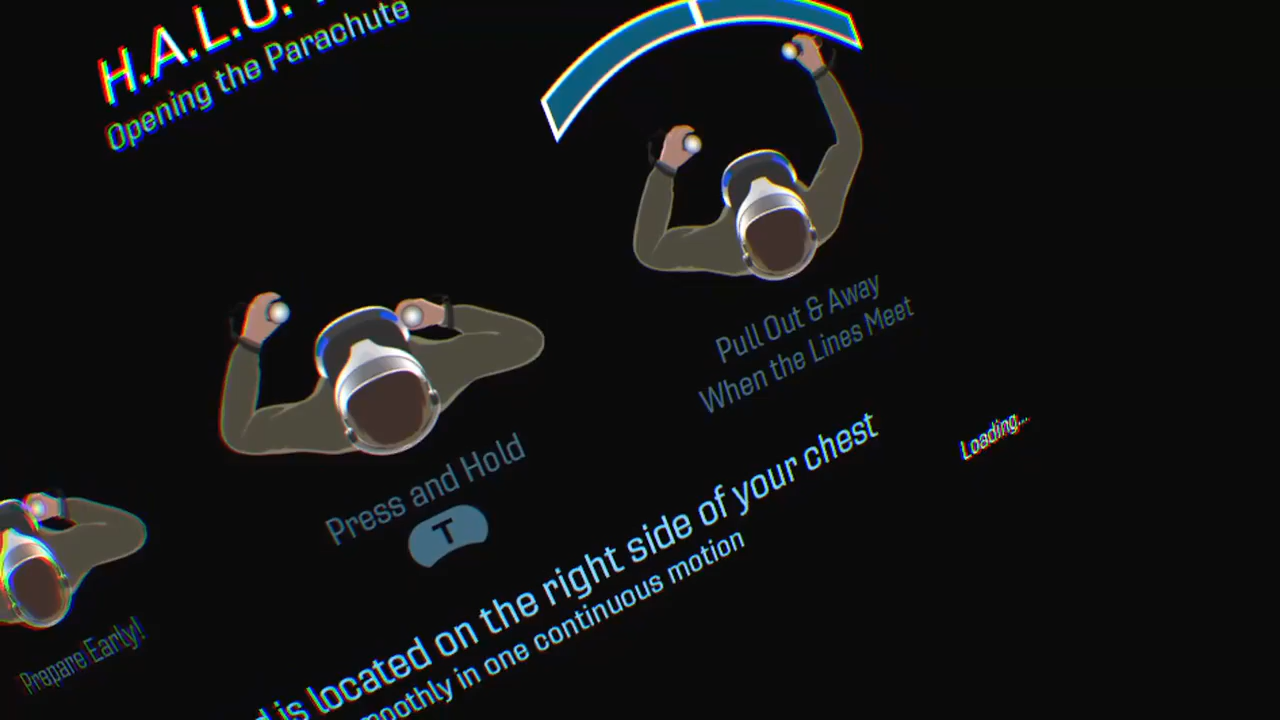 H.A.L.O.
Opening the Parachute
Pull Out & Away
When the Lines Meet
Press and Hold
T
Prepare Early!
is located on the right side of your chest
in one continuous motion
Loading...